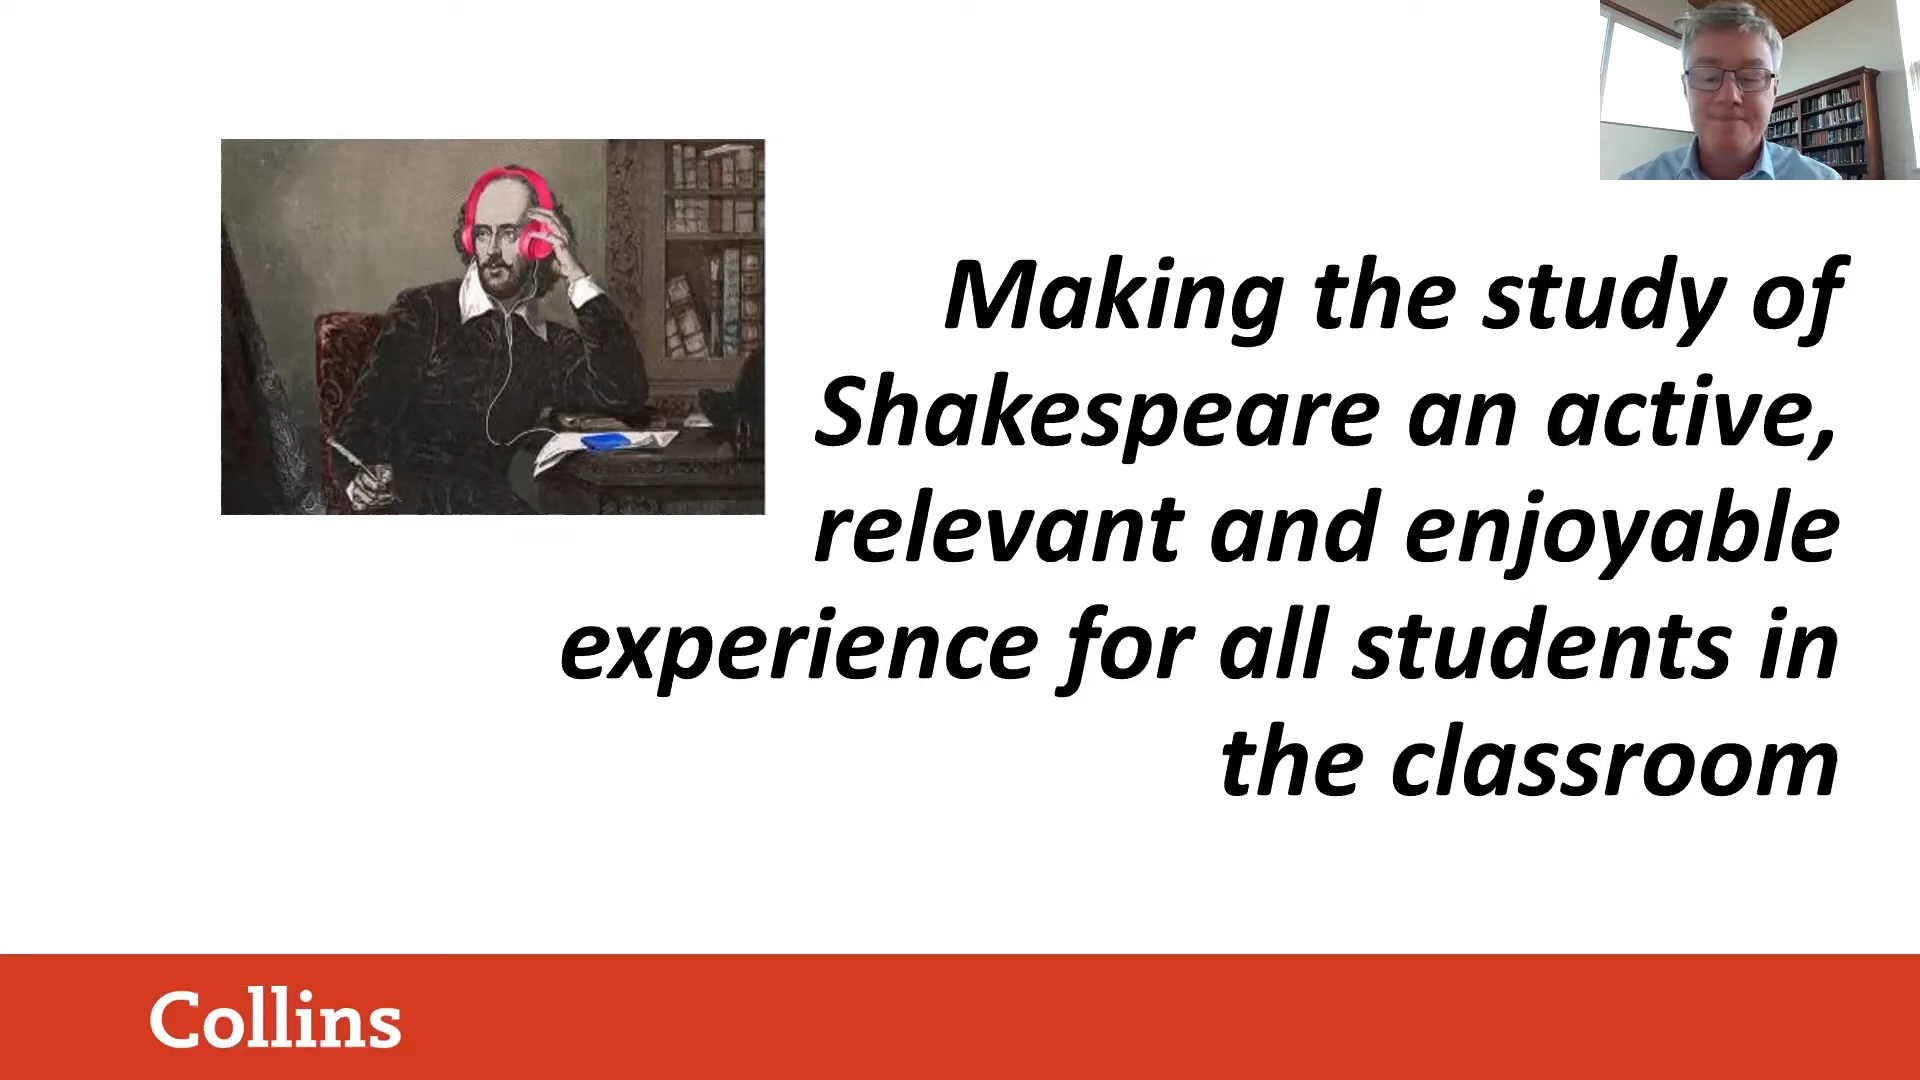 Making the study of
Shakespeare an active,
relevant and enjoyable
experience for all students in
the classroom
Collins